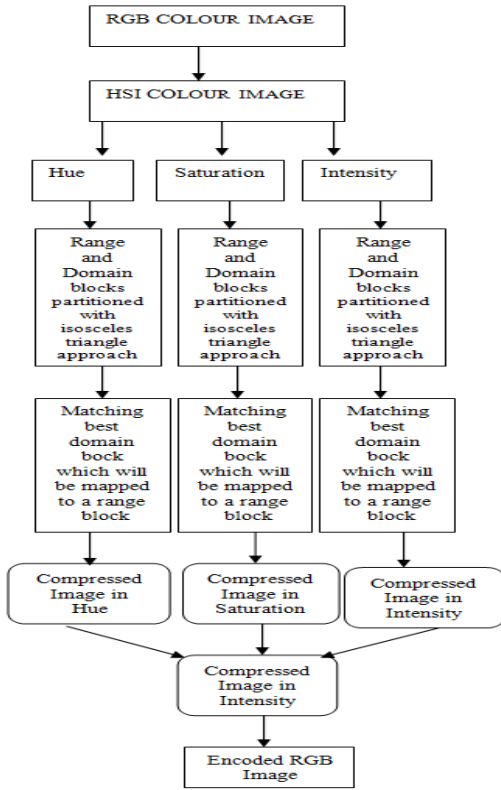 RGB COLOUR IMAGE
HSI COLOUR IMAGE
Hue
Saturation
Intensity
Range
and
Domain
blocks
partitioned
with
isosceles
triangle
approach
Range
and
Domain
blocks
partitioned
with
isosceles
triangle
approach
Range
and
Domain
blocks
partitioned
with
isosceles
triangle
approach
Matching
best
domain
bock
which will
be mapped
to a range
block
Matching
best
domain
bock
which will
be mapped
to a range
block
Matching
best
domain
bock
which will
be mapped
to a range
block
Compressed
Image in
Hue
Compressed
Image in
Saturation
Compressed
Image in
Intensity
Compressed
Image in
Intensity
Encoded RGB
Image